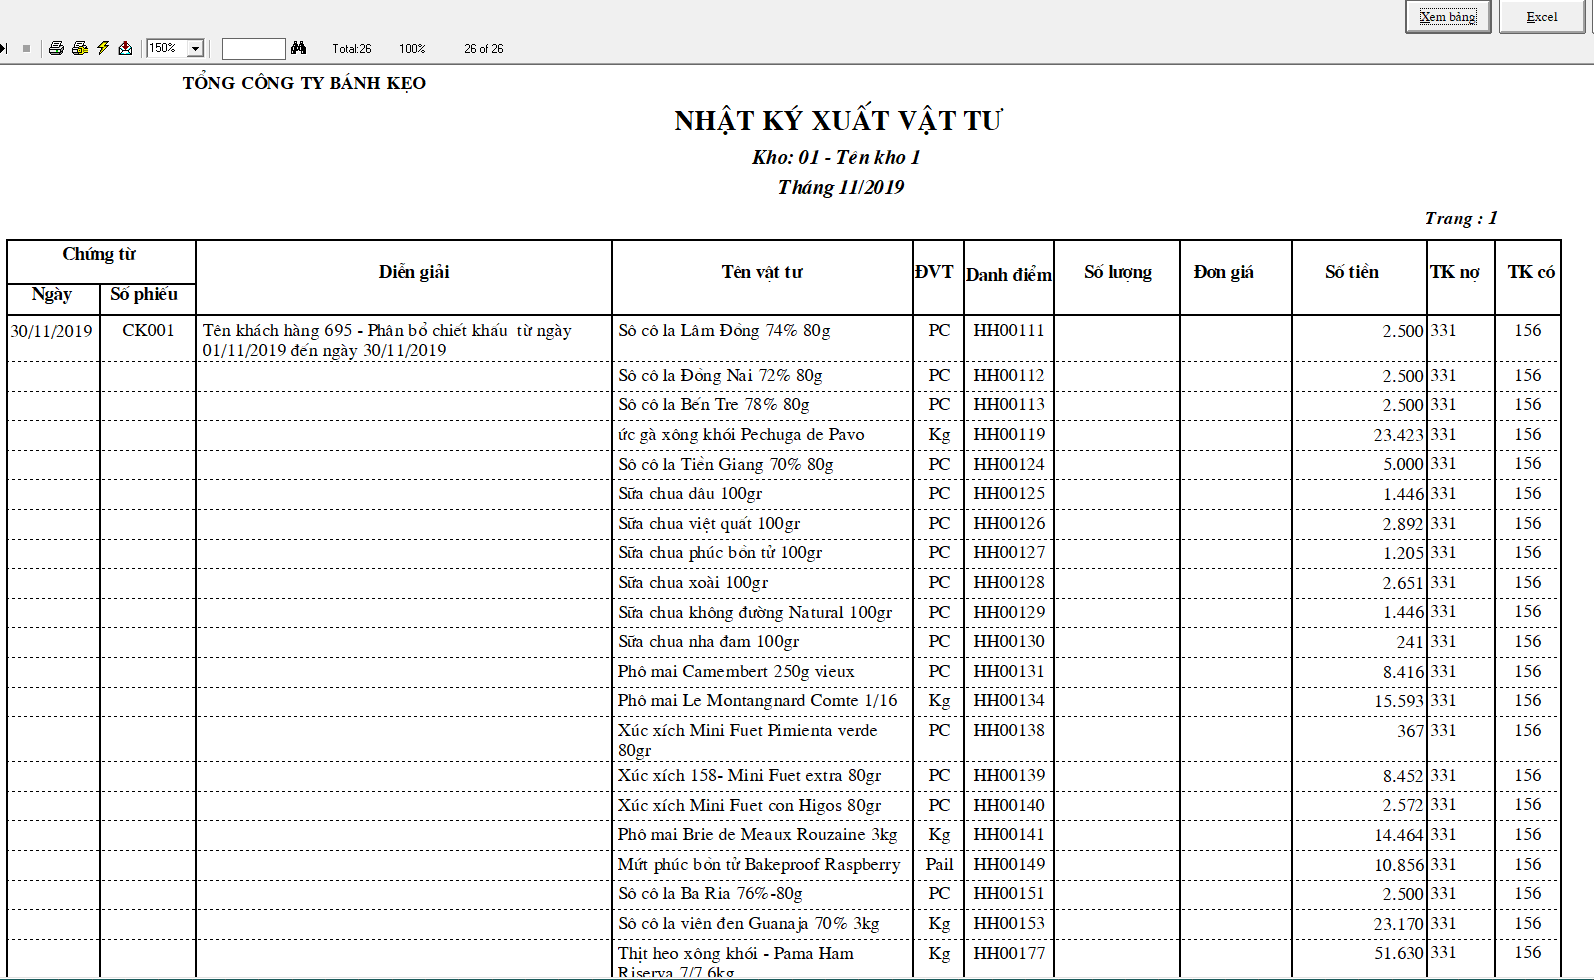 Xem bảng Excel
150% Total:26 100% 26 of 26
TỔNG CÔNG TY BÁNH KẸO
NHẬT KÝ XUẤT VẬT TƯ
Kho: 01 - Tên kho 1
Tháng 11/2019
Trang : 1
Chứng từ Diễn giải Tên vật tư ĐVT Danh điểm Số lượng Đơn giá Số tiền TK nợ TK có
Ngày Số phiếu
30/11/2019 CK001 Tên khách hàng 695 - Phân bổ chiết khấu từ ngày Sô cô la Lâm Đồng 74% 80g PC HH00111 2.500 331 156
01/11/2019 đến ngày 30/11/2019
Sô cô la Đồng Nai 72% 80g PC HH00112 2.500 331 156
Sô cô la Bến Tre 78% 80g PC HH00113 2.500 331 156
ức gà xông khói Pechuga de Pavo Kg HH00119 23.423 331 156
Sô cô la Tiền Giang 70% 80g PC HH00124 5.000 331 156
Sữa chua dâu 100gr PC HH00125 1.446 331 156
Sữa chua việt quất 100gr PC HH00126 2.892 331 156
Sữa chua phúc bồn tử 100gr PC HH00127 1.205 331 156
Sữa chua xoài 100gr PC HH00128 2.651 331 156
Sữa chua không đường Natural 100gr PC HH00129 1.446 331 156
Sữa chua nha đam 100gr PC HH00130 241 331 156
Phô mai Camembert 250g vieux PC HH00131 8.416 331 156
Phô mai Le Montangnard Comte 1/16 Kg HH00134 15.593 331 156
Xúc xích Mini Fuet Pimienta verde PC HH00138 367 331 156
80gr
Xúc xích 158- Mini Fuet extra 80gr PC HH00139 8.452 331 156
Xúc xích Mini Fuet con Higos 80gr PC HH00140 2.572 331 156
Phô mai Brie de Meaux Rouzaine 3kg Kg HH00141 14.464 331 156
Mứt phúc bồn tử Bakeproof Raspberry Pail HH00149 10.856 331 156
Sô cô la Ba Ria 76%-80g PC HH00151 2.500 331 156
Sô cô la viên đen Guanaja 70% 3kg Kg HH00153 23.170 331 156
Thịt heo xông khói - Pama Ham Kg HH00177 51.630 331 156
Riserva 7/7.6kg